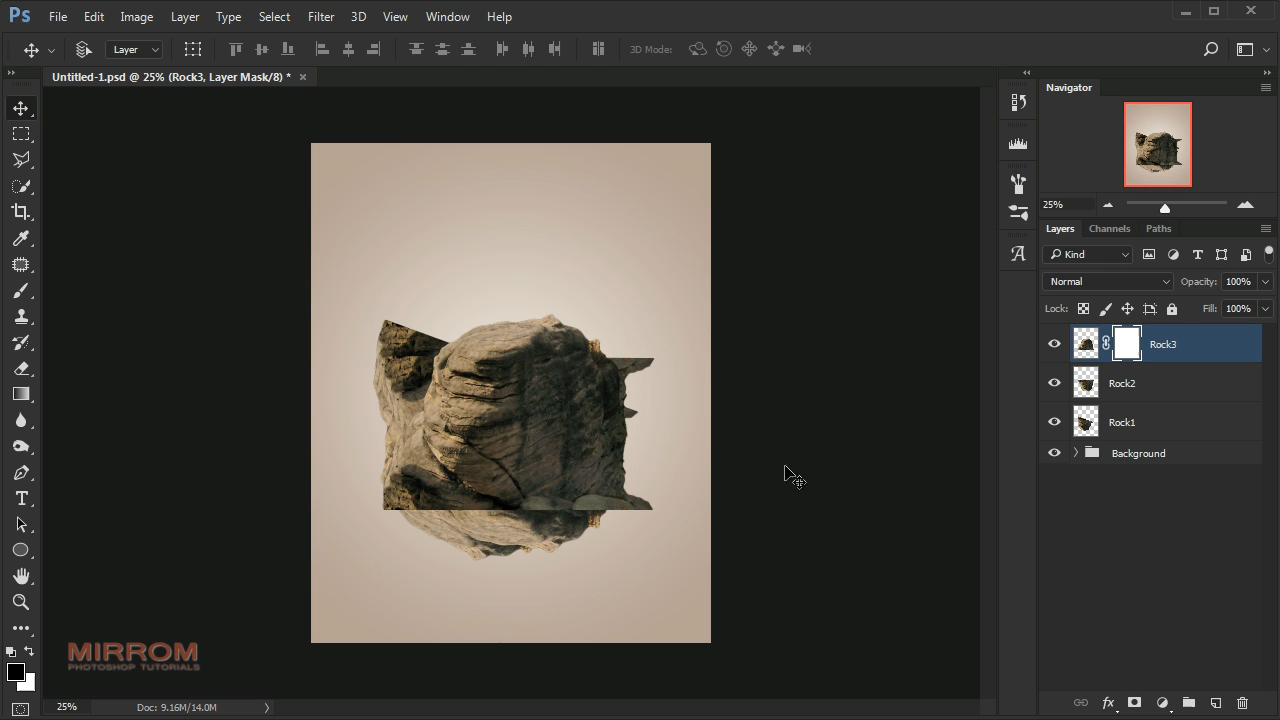 Ps File Edit Image Layer Type Select Filter 3D View Window Help
Layer 3D Mode:
Untitled-1.psd @ 25% (Rock3, Layer Mask/8) *
Navigator
25%
Layers Channels Paths
Kind
Normal Opacity: 100%
Lock: Fill: 100%
Rock3
Rock2
Rock1
Background
fx
MIRROM
PHOTOSHOP TUTORIALS
25% Doc: 9.16M/14.0M